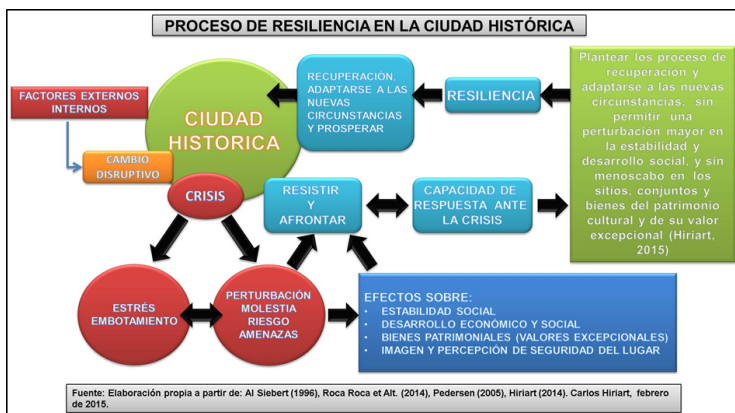 PROCESO DE RESILIENCIA EN LA CIUDAD HISTÓRICA
FACTORES EXTERNOS
INTERNOS
CAMBIO
DISRUPTIVO
CIUDAD
HISTORICA
CRISIS
RECUPERACIÓN,
ADAPTARSE A LAS
NUEVAS
CIRCUNSTANCIAS
Y PROSPERAR
RESILIENCIA
Plantear los proceso de
recuperación y
adaptarse a las nuevas
circunstancias, sin
permitir una
perturbación mayor en
la estabilidad y
desarrollo social, y sin
menoscabo en los
sitios, conjuntos y
bienes del patrimonio
cultural y de su valor
excepcional (Hiriart,
2015)
RESISTIR
Y
AFRONTAR
CAPACIDAD DE
RESPUESTA ANTE
LA CRISIS
ESTRÉS
EMBOTAMIENTO
PERTURBACIÓN
MOLESTIA
RIESGO
AMENAZAS
EFECTOS SOBRE:
• ESTABILIDAD SOCIAL
• DESARROLLO ECONÓMICO Y SOCIAL
• BIENES PATRIMONIALES (VALORES EXCEPCIONALES)
• IMAGEN Y PERCEPCIÓN DE SEGURIDAD DEL LUGAR
Fuente: Elaboración propia a partir de: Al Siebert (1996), Roca Roca et Alt. (2014), Pedersen (2005), Hiriart (2014). Carlos Hiriart, febrero
de 2015.